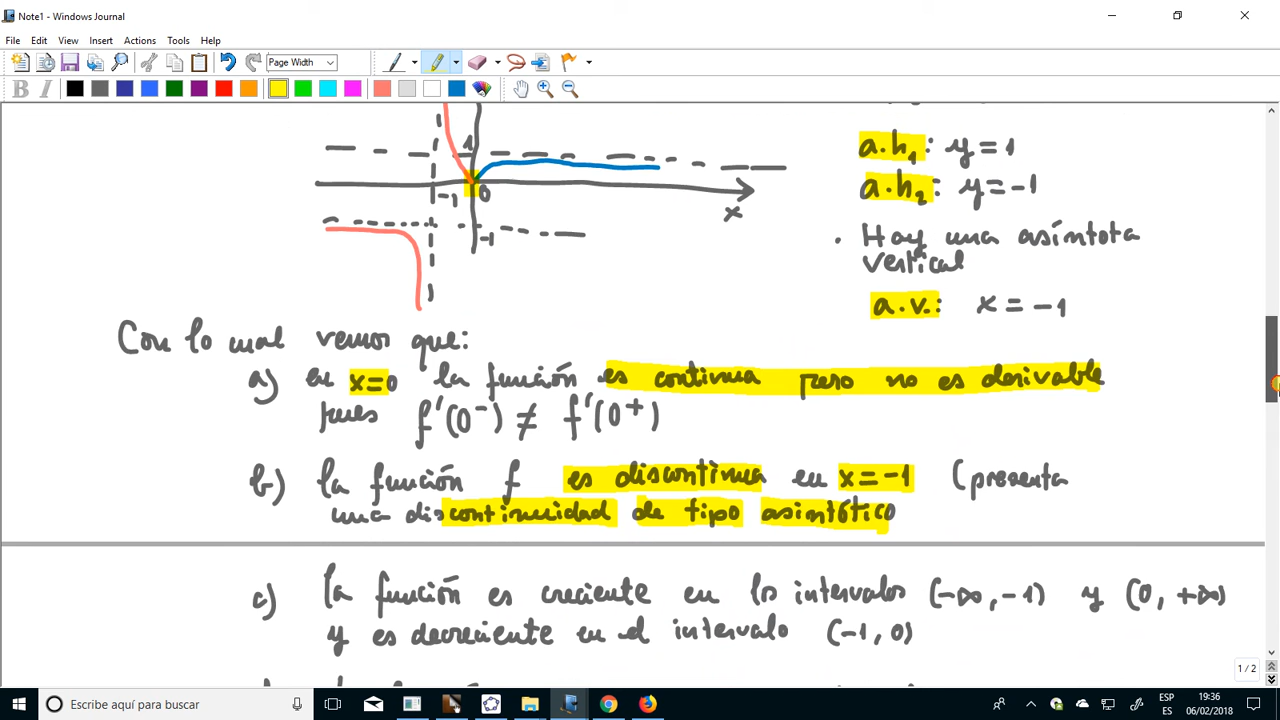 Note1 - Windows Journal
File Edit View Insert Actions Tools Help
Page Width
B I
1
-1 0
x
-1
a.h₁: y=1
a.h₂: y=-1
· Hay una asíntota
vertical
a.v.: x = -1
Con lo cual vemos que:
a) en x=0 la función es continua pero no es derivable
pues f'(0⁻) ≠ f'(0⁺)
b) la función f es discontinua en x=-1 (presenta
una discontinuidad de tipo asintótico
c) la función es creciente en los intervalos (-∞,-1) y (0, +∞)
y es decreciente en el intervalo (-1, 0)
1 / 2
Escribe aquí para buscar
ESP
ES
19:36
06/02/2018